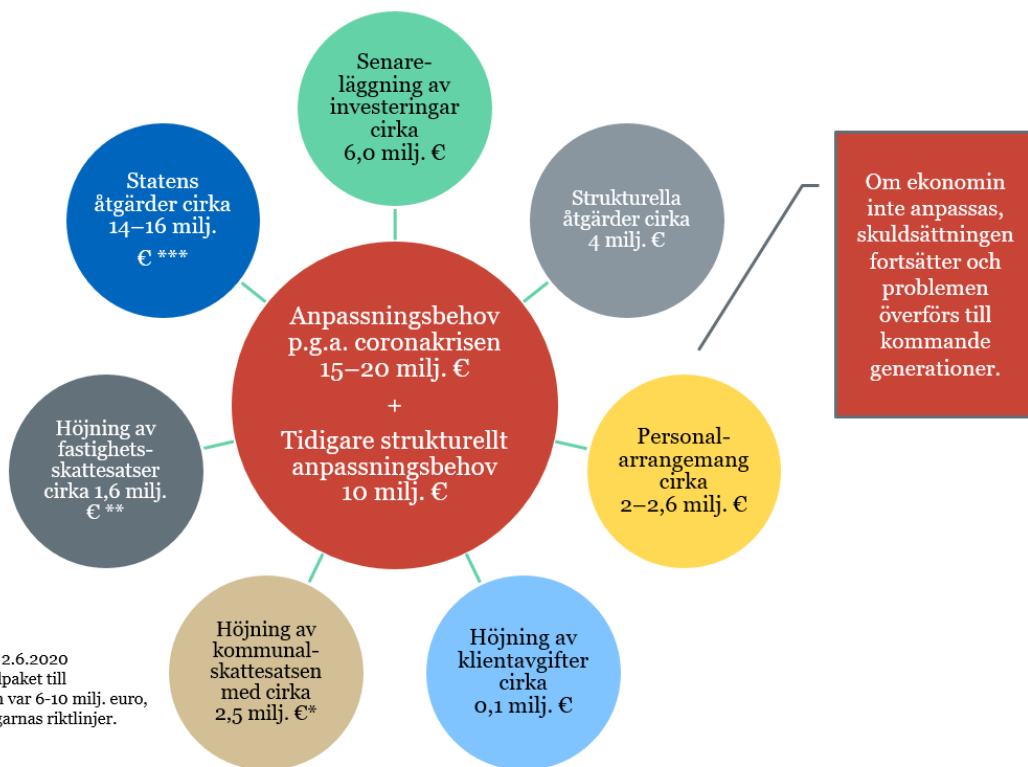 Senare-
läggning av
investeringar
cirka
6,0 milj. €
Statens
åtgärder cirka
14–16 milj.
€ ***
Strukturella
åtgärder cirka
4 milj. €
Om ekonomin
inte anpassas,
skuldsättningen
fortsätter och
problemen
överförs till
kommande
generationer.
Anpassningsbehov
p.g.a. coronakrisen
15–20 milj. €
+
Tidigare strukturellt
anpassningsbehov
10 milj. €
Höjning av
fastighets-
skattesatser
cirka 1,6 milj.
€ **
Personal-
arrangemang
cirka
2–2,6 milj. €
Höjning av
kommunal-
skattesatsen
med cirka
2,5 milj. €*
Höjning av
klientavgifter
cirka
0,1 milj. €
2.6.2020
till
var 6-10 milj. euro,
riktlinjer.